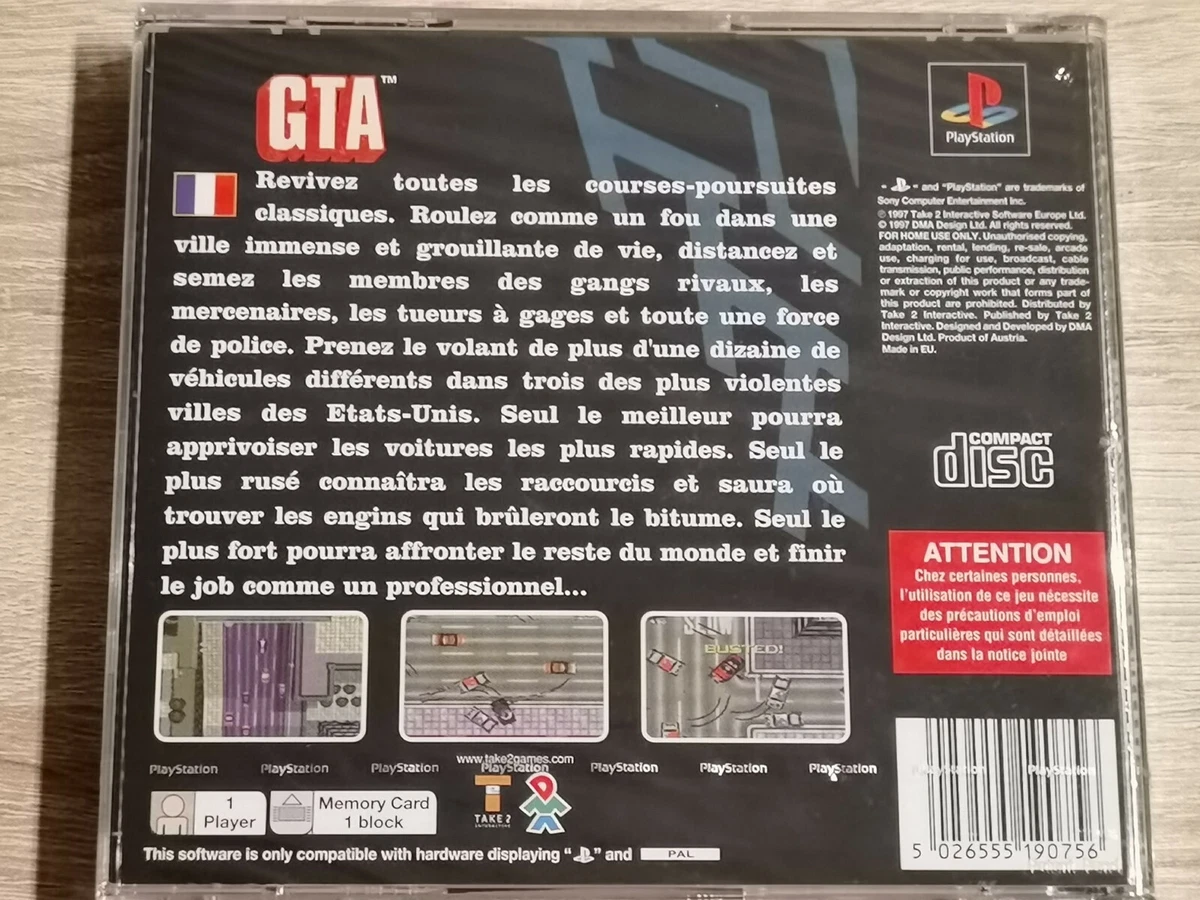 GTA™
Revivez toutes les courses-poursuites
classiques. Roulez comme un fou dans une
ville immense et grouillante de vie, distancez et
semez les membres des gangs rivaux, les
mercenaires, les tueurs à gages et toute une force
de police. Prenez le volant de plus d'une dizaine de
véhicules différents dans trois des plus violentes
villes des Etats-Unis. Seul le meilleur pourra
apprivoiser les voitures les plus rapides. Seul le
plus rusé connaîtra les raccourcis et saura où
trouver les engins qui brûleront le bitume. Seul le
plus fort pourra affronter le reste du monde et finir
le job comme un professionnel...
BUSTED!
www.take2games.com
PlayStation PlayStation PlayStation PlayStation PlayStation PlayStation PlayStation PlayStation PlayStation
TAKE 2
INTERACTIVE
DMA
1
Player
Memory Card
1 block
This software is only compatible with hardware displaying "" and PAL
PlayStation
"" and "PlayStation" are trademarks of
Sony Computer Entertainment Inc.
℗ 1997 Take 2 Interactive Software Europe Ltd.
© 1997 DMA Design Ltd. All rights reserved.
FOR HOME USE ONLY. Unauthorised copying,
adaptation, rental, lending, re-sale, arcade
use, charging for use, broadcast, cable
transmission, public performance, distribution
or extraction of this product or any trade-
mark or copyright work that forms part of
this product are prohibited. Distributed by
Take 2 Interactive. Published by Take 2
Interactive. Designed and Developed by DMA
Design Ltd. Product of Austria.
Made in EU.
COMPACT
disc
ATTENTION
Chez certaines personnes,
l'utilisation de ce jeu nécessite
des précautions d'emploi
particulières qui sont détaillées
dans la notice jointe
5 026555 190756